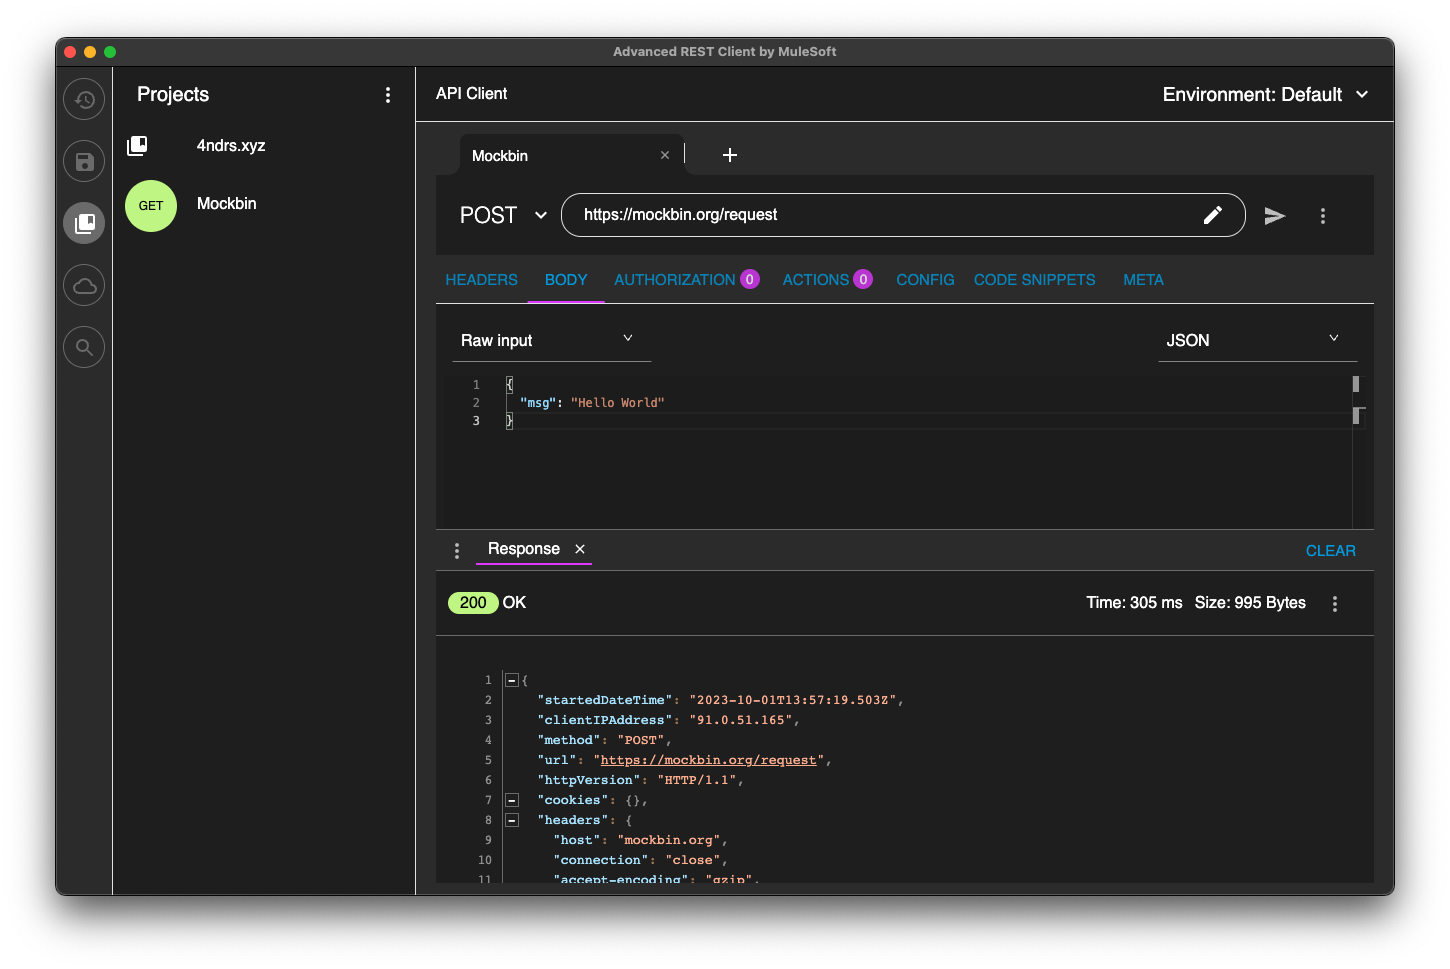 Advanced REST Client by MuleSoft
Projects
4ndrs.xyz
GET Mockbin
API Client
Environment: Default
Mockbin
POST https://mockbin.org/request
HEADERS BODY AUTHORIZATION 0 ACTIONS 0 CONFIG CODE SNIPPETS META
Raw input JSON
1 {
2 "msg": "Hello World"
3 }
Response CLEAR
200 OK Time: 305 ms Size: 995 Bytes
1 {
2 "startedDateTime": "2023-10-01T13:57:19.503Z",
3 "clientIPAddress": "91.0.51.165",
4 "method": "POST",
5 "url": "https://mockbin.org/request",
6 "httpVersion": "HTTP/1.1",
7 "cookies": {},
8 "headers": {
9 "host": "mockbin.org",
10 "connection": "close",
11 "accept-encoding": "gzip",